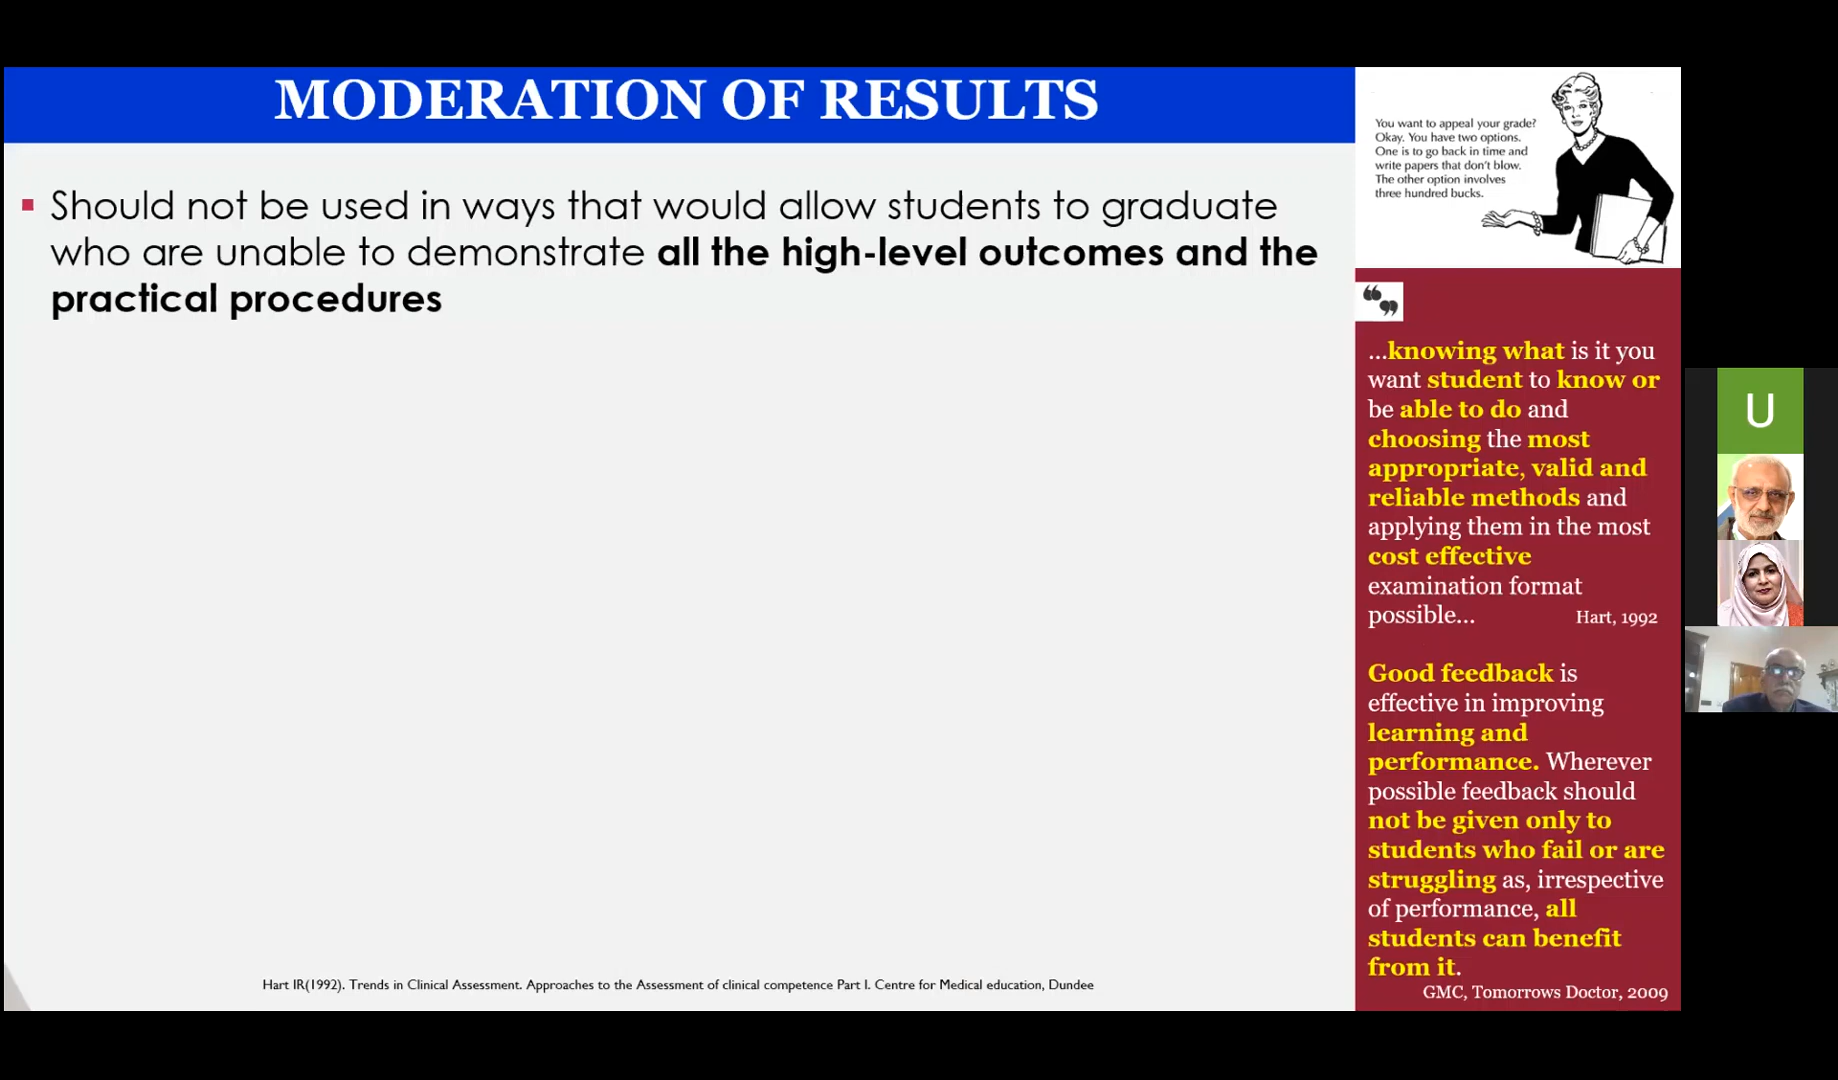 MODERATION OF RESULTS
▪ Should not be used in ways that would allow students to graduate
who are unable to demonstrate all the high-level outcomes and the
practical procedures
You want to appeal your grade?
Okay. You have two options.
One is to go back in time and
write papers that don't blow.
The other option involves
three hundred bucks.
❝❞
...knowing what is it you
want student to know or
be able to do and
choosing the most
appropriate, valid and
reliable methods and
applying them in the most
cost effective
examination format
possible... Hart, 1992
Good feedback is
effective in improving
learning and
performance. Wherever
possible feedback should
not be given only to
students who fail or are
struggling as, irrespective
of performance, all
students can benefit
from it.
GMC, Tomorrows Doctor, 2009
Hart IR(1992). Trends in Clinical Assessment. Approaches to the Assessment of clinical competence Part I. Centre for Medical education, Dundee
U